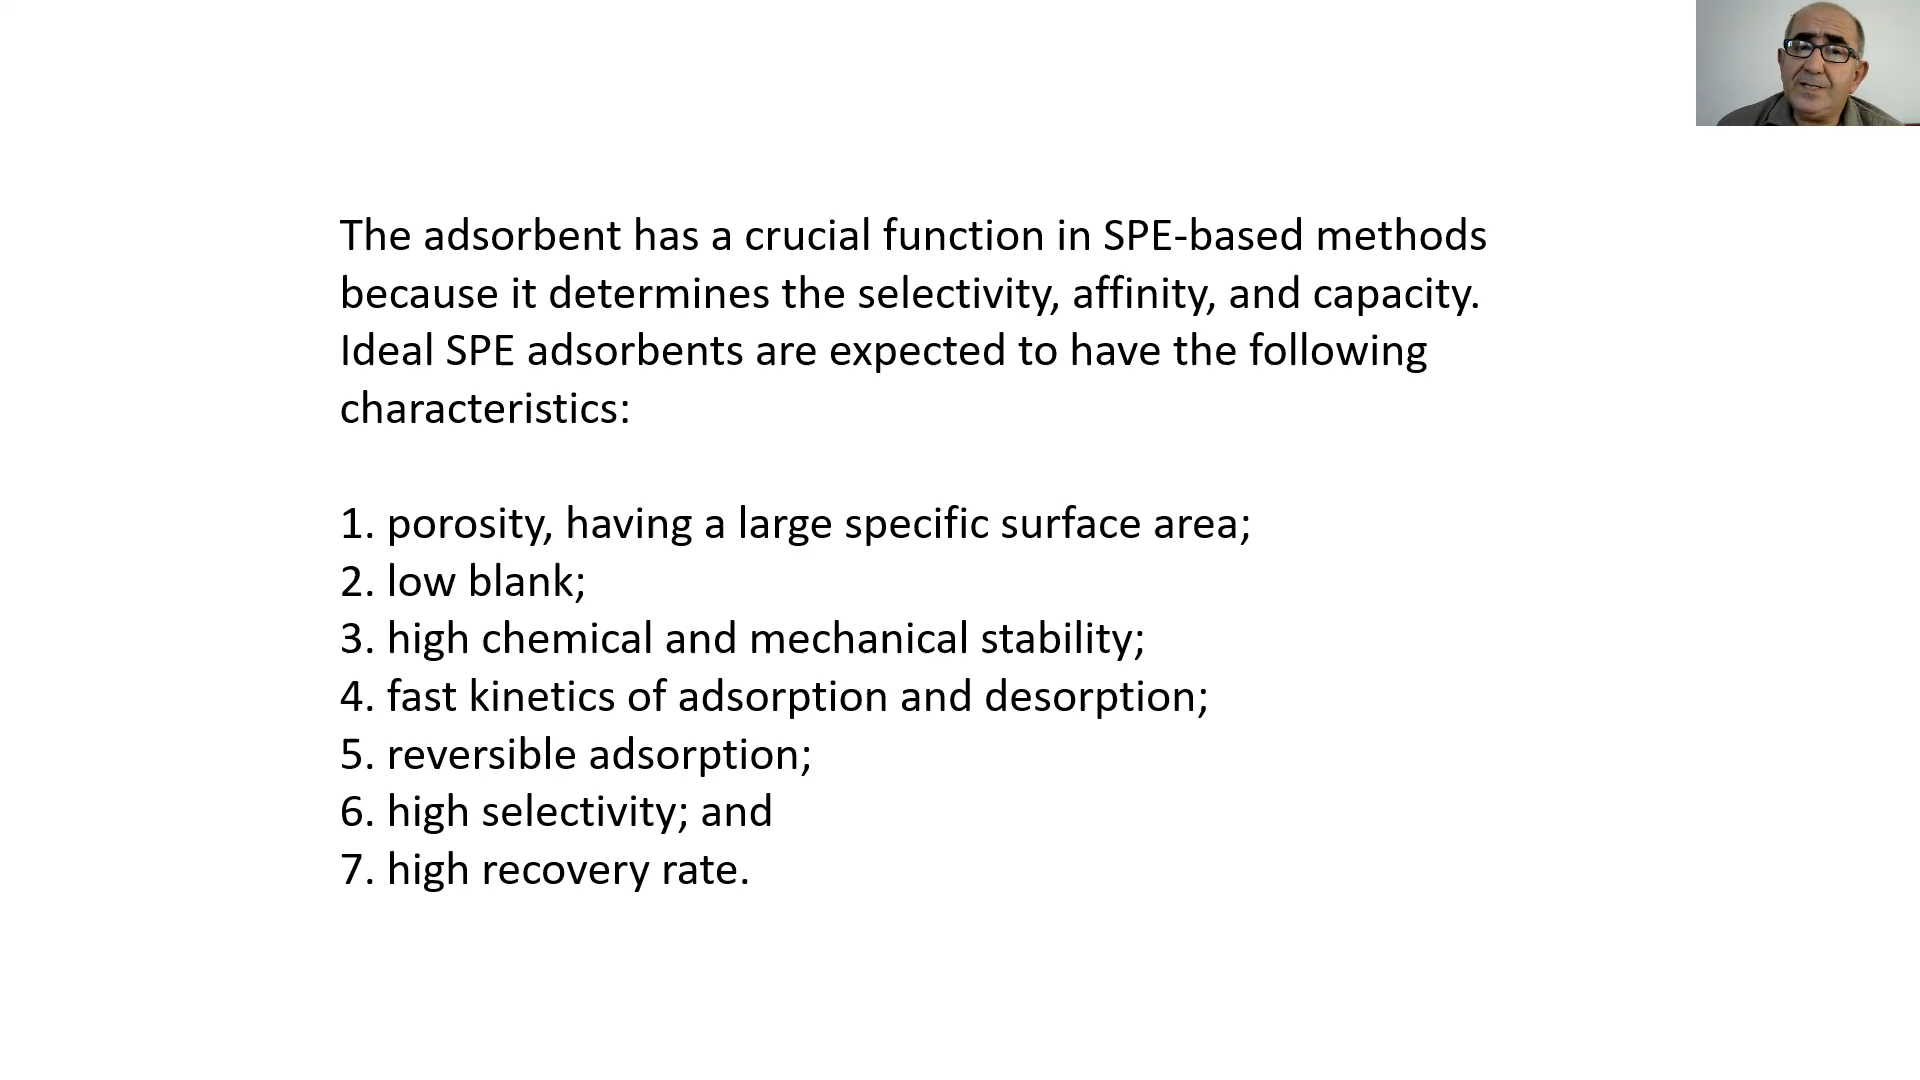 The adsorbent has a crucial function in SPE-based methods
because it determines the selectivity, affinity, and capacity.
Ideal SPE adsorbents are expected to have the following
characteristics:
1. porosity, having a large specific surface area;
2. low blank;
3. high chemical and mechanical stability;
4. fast kinetics of adsorption and desorption;
5. reversible adsorption;
6. high selectivity; and
7. high recovery rate.